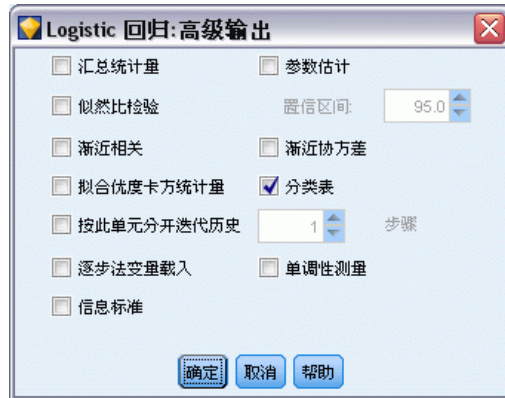 Logistic 回归:高级输出
汇总统计量 参数估计
似然比检验 置信区间: 95.0
渐近相关 渐近协方差
拟合优度卡方统计量 分类表
按此单元分开迭代历史 1 步骤
逐步法变量载入 单调性测量
信息标准
确定 取消 帮助